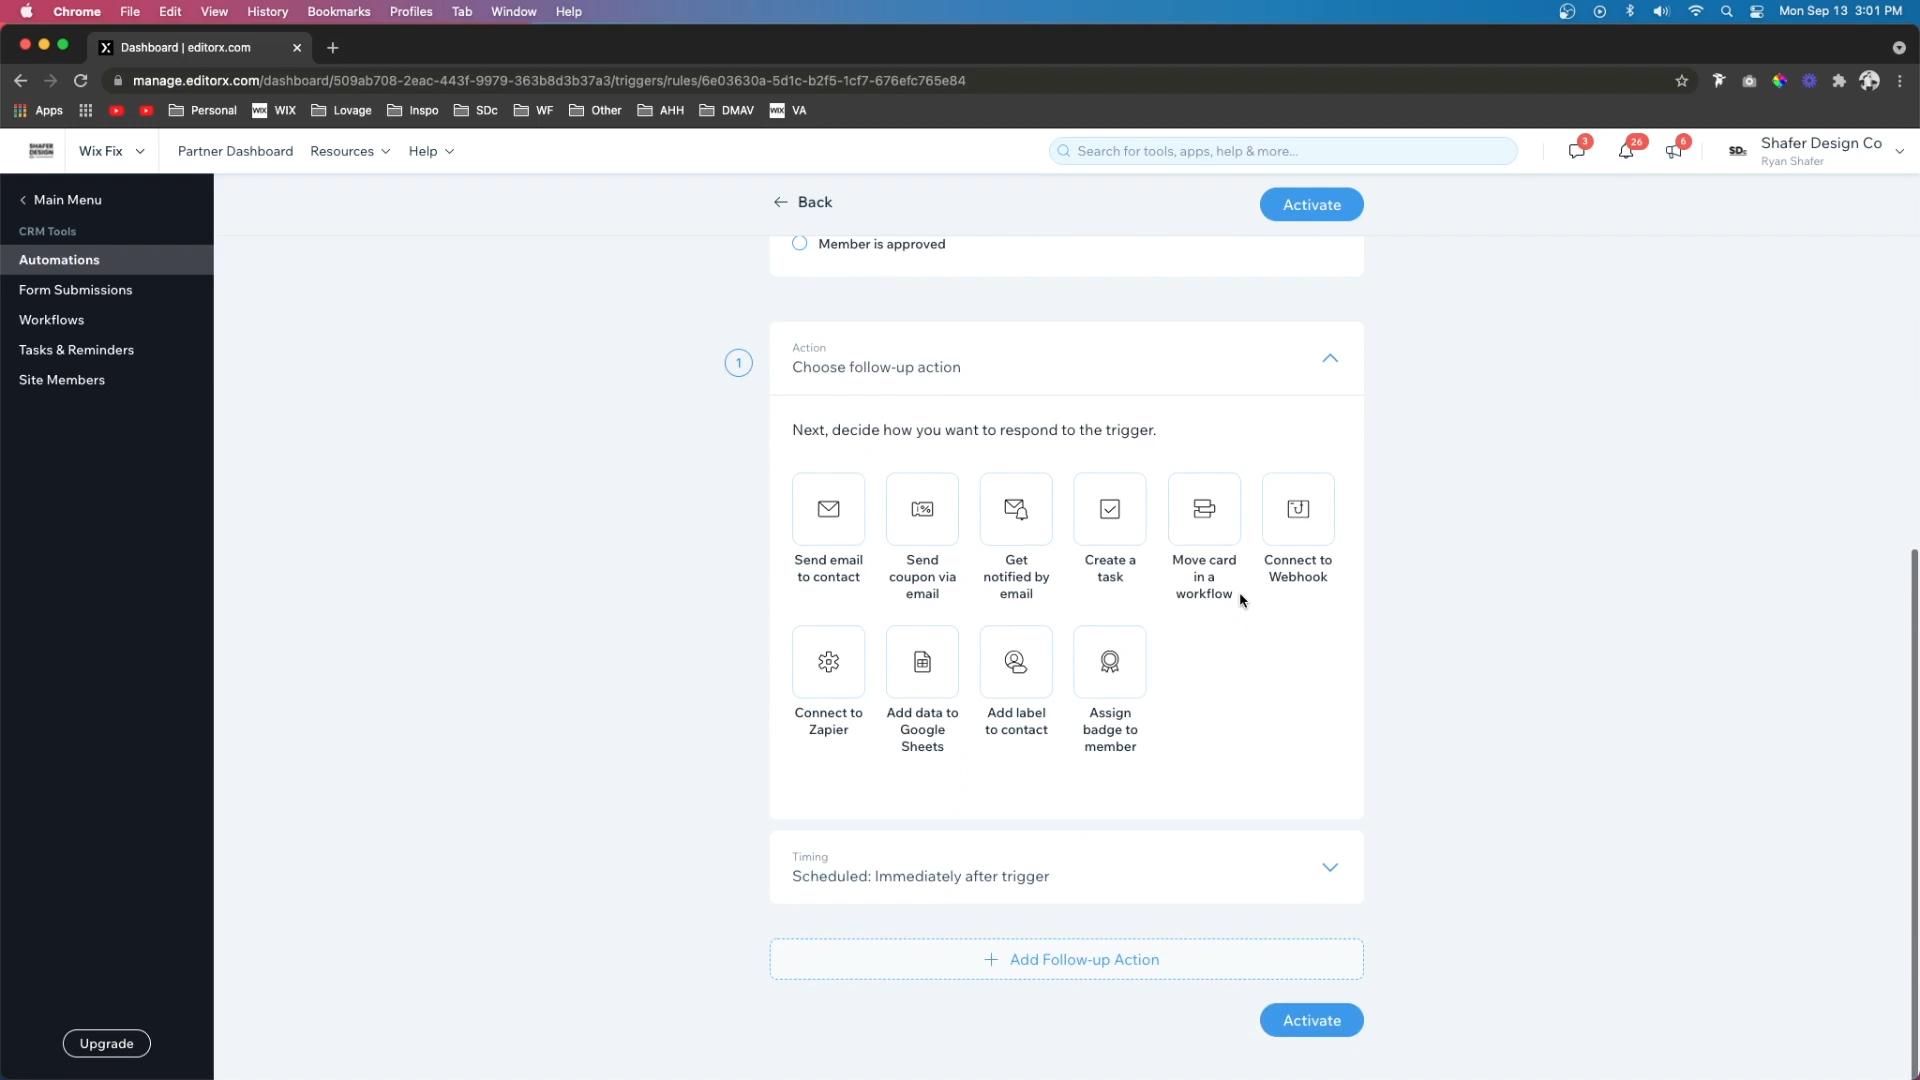 Chrome File Edit View History Bookmarks Profiles Tab Window Help Mon Sep 13 3:01 PM
Dashboard | editorx.com
manage.editorx.com/dashboard/509ab708-2eac-443f-9979-363b8d3b37a3/triggers/rules/6e03630a-5d1c-b2f5-1cf7-676efc765e84
Apps Personal WIX WIX Lovage Inspo SDc WF Other AHH DMAV WIX VA
SHAFER DESIGN Wix Fix Partner Dashboard Resources Help Search for tools, apps, help & more... 3 26 6 SDc Shafer Design Co
Ryan Shafer
Main Menu
CRM Tools
Automations
Form Submissions
Workflows
Tasks & Reminders
Site Members
Upgrade
Back Activate
Member is approved
1
Action
Choose follow-up action
Next, decide how you want to respond to the trigger.
Send email to contact
Send coupon via email
Get notified by email
Create a task
Move card in a workflow
Connect to Webhook
Connect to Zapier
Add data to Google Sheets
Add label to contact
Assign badge to member
Timing
Scheduled: Immediately after trigger
+ Add Follow-up Action
Activate